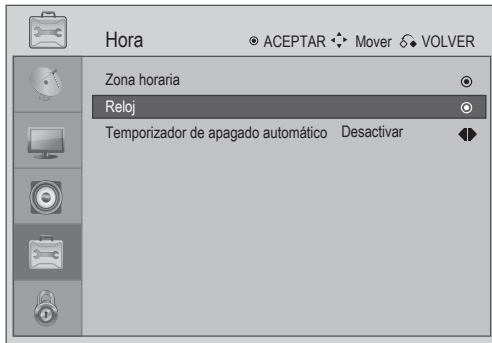 Hora ACEPTAR Mover VOLVER
Zona horaria
Reloj
Temporizador de apagado automático Desactivar